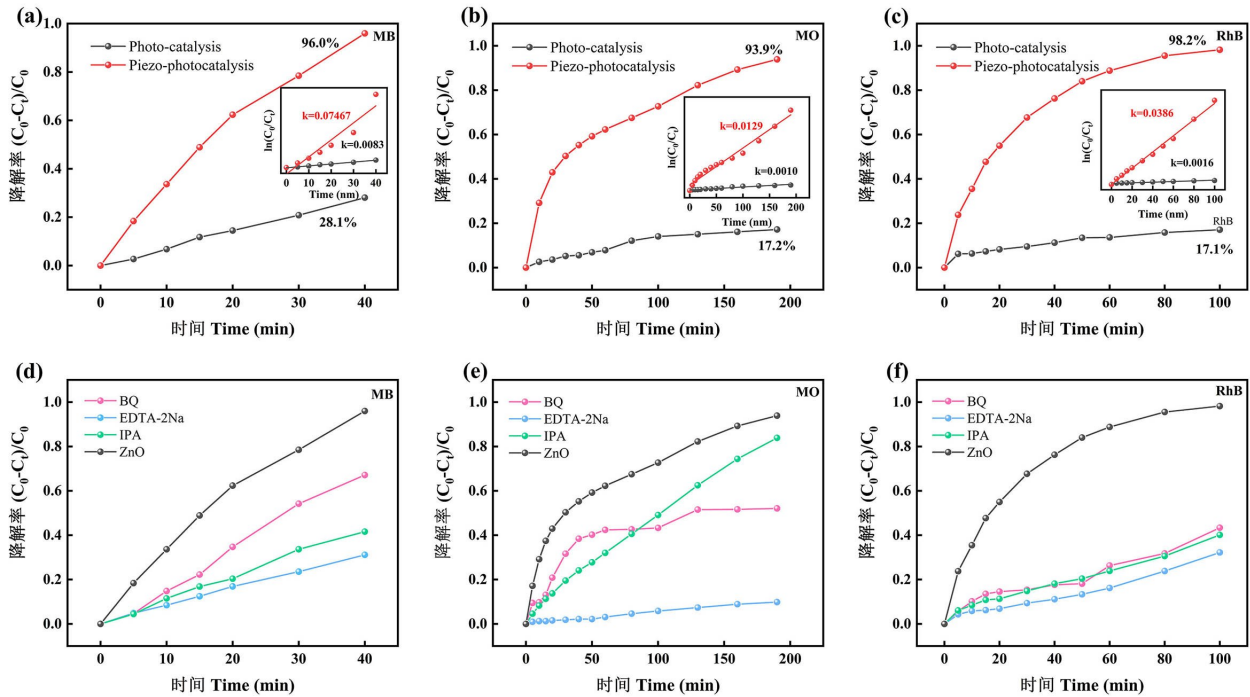 (a)
MB
Photo-catalysis
Piezo-photocatalysis
96.0%
28.1%
降解率 (C0-Ct)/C0
0.0
0.2
0.4
0.6
0.8
1.0
0 10 20 30 40
时间 Time (min)
ln(C0/Ct)
k=0.07467
k=0.0083
0 10 20 30 40
Time (nm)
(b)
MO
Photo-catalysis
Piezo-photocatalysis
93.9%
17.2%
降解率 (C0-Ct)/C0
0.0
0.2
0.4
0.6
0.8
1.0
0 50 100 150 200
时间 Time (min)
ln(C0/Ct)
k=0.0129
k=0.0010
0 50 100 150 200
Time (nm)
(c)
RhB
Photo-catalysis
Piezo-photocatalysis
98.2%
17.1%
RhB
降解率 (C0-Ct)/C0
0.0
0.2
0.4
0.6
0.8
1.0
0 20 40 60 80 100
时间 Time (min)
ln(C0/Ct)
k=0.0386
k=0.0016
0 20 40 60 80 100
Time (nm)
(d)
MB
BQ
EDTA-2Na
IPA
ZnO
降解率 (C0-Ct)/C0
0.0
0.2
0.4
0.6
0.8
1.0
0 10 20 30 40
时间 Time (min)
(e)
MO
BQ
EDTA-2Na
IPA
ZnO
降解率 (C0-Ct)/C0
0.0
0.2
0.4
0.6
0.8
1.0
0 50 100 150 200
时间 Time (min)
(f)
RhB
BQ
EDTA-2Na
IPA
ZnO
降解率 (C0-Ct)/C0
0.0
0.2
0.4
0.6
0.8
1.0
0 20 40 60 80 100
时间 Time (min)